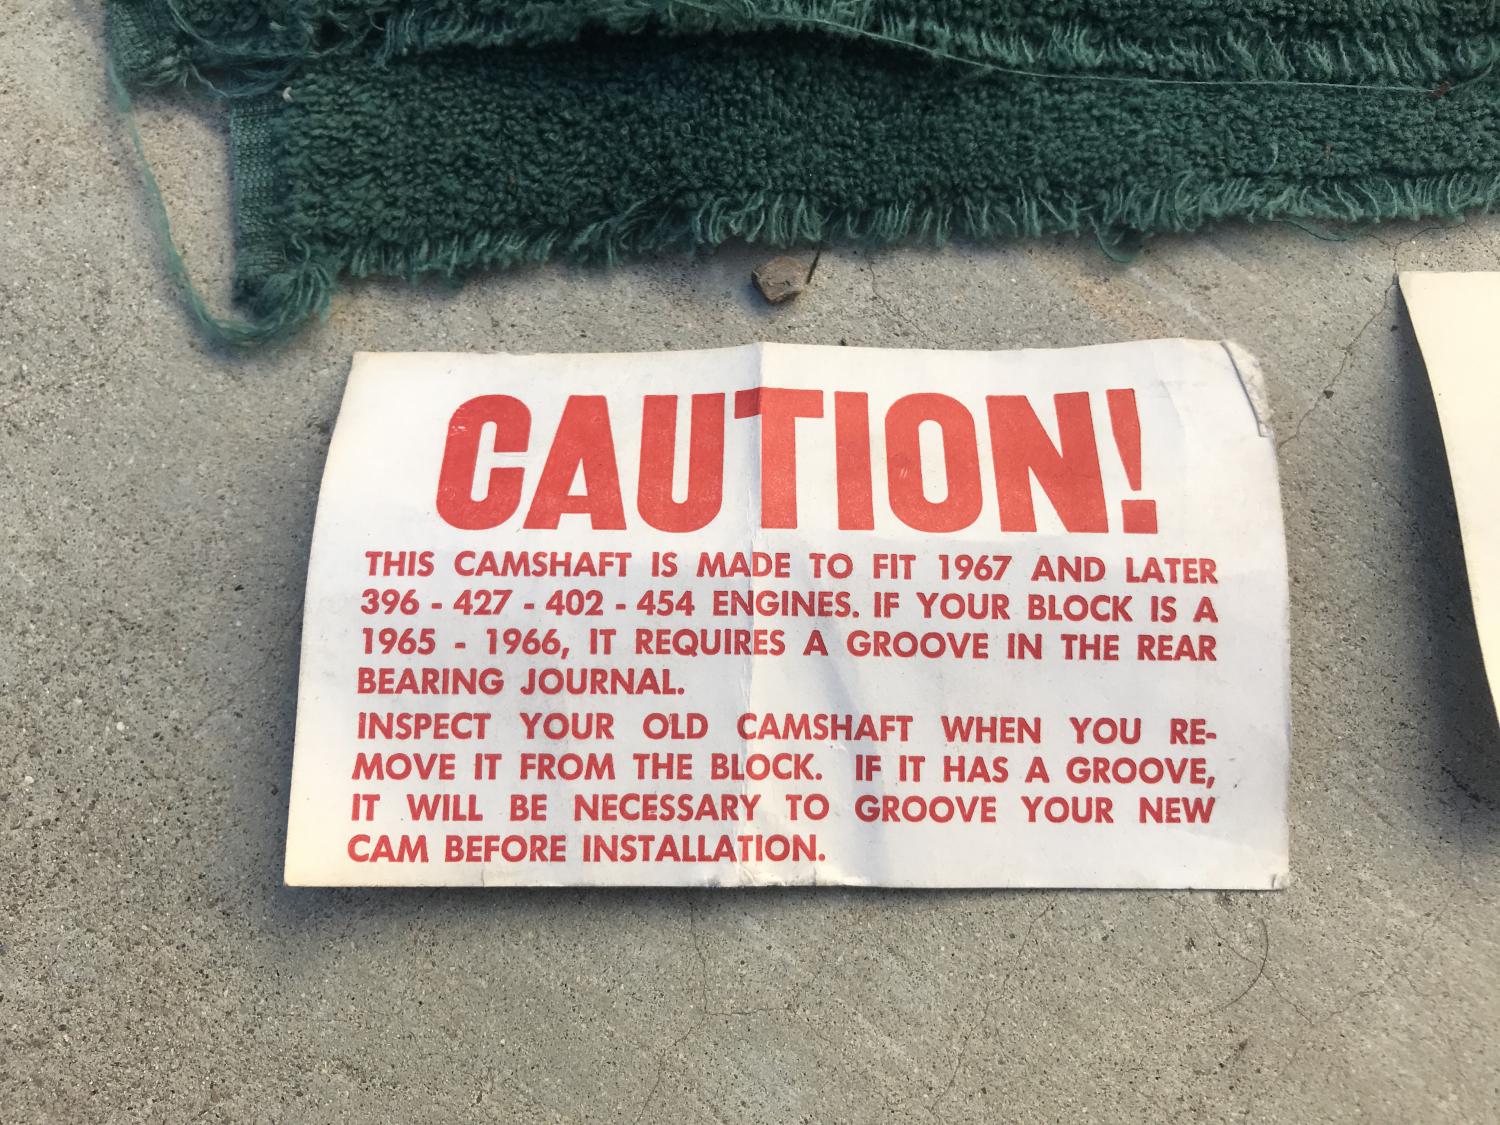 CAUTION!
THIS CAMSHAFT IS MADE TO FIT 1967 AND LATER
396 - 427 - 402 - 454 ENGINES. IF YOUR BLOCK IS A
1965 - 1966, IT REQUIRES A GROOVE IN THE REAR
BEARING JOURNAL.
INSPECT YOUR OLD CAMSHAFT WHEN YOU RE-
MOVE IT FROM THE BLOCK. IF IT HAS A GROOVE,
IT WILL BE NECESSARY TO GROOVE YOUR NEW
CAM BEFORE INSTALLATION.